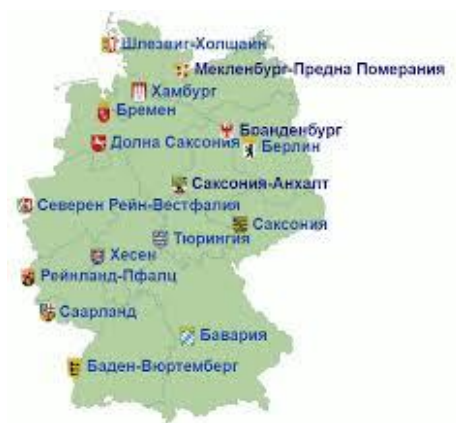 Шлезвиг-Холщайн
Мекленбург-Предна Померания
Хамбург
Бремен
Бранденбург
Долна Саксония
Берлин
Саксония-Анхалт
Северен Рейн-Вестфалия
Саксония
Тюрингия
Хесен
Рейнланд-Пфалц
Саарланд
Бавария
Баден-Вюртемберг